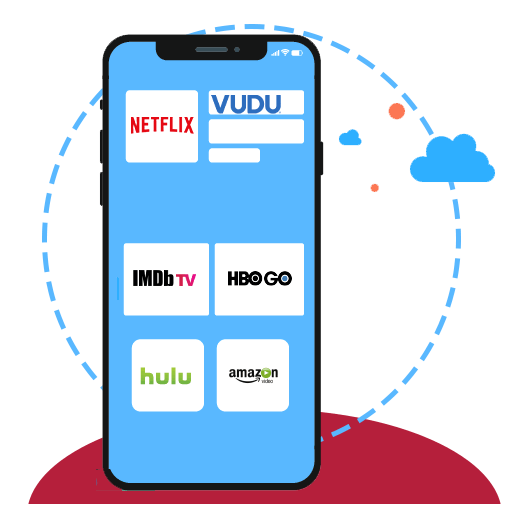 NETFLIX
VUDU
IMDb TV
HBO GO
hulu
amazon
video